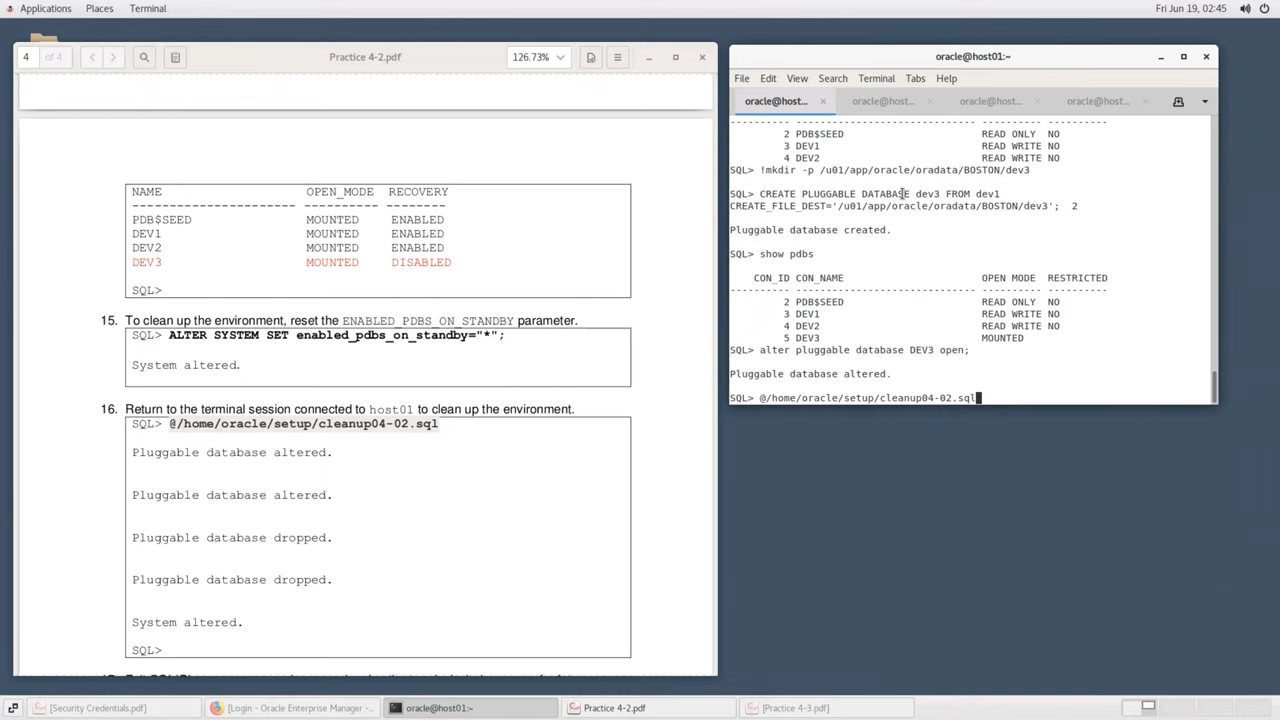 Applications Places Terminal Fri Jun 19, 02:45
4 of 4 Practice 4-2.pdf 126.73%
NAME OPEN_MODE RECOVERY
---------------------- ---------- --------
PDB$SEED MOUNTED ENABLED
DEV1 MOUNTED ENABLED
DEV2 MOUNTED ENABLED
DEV3 MOUNTED DISABLED
SQL>
15. To clean up the environment, reset the ENABLED_PDBS_ON_STANDBY parameter.
SQL> ALTER SYSTEM SET enabled_pdbs_on_standby="*";
System altered.
16. Return to the terminal session connected to host01 to clean up the environment.
SQL> @/home/oracle/setup/cleanup04-02.sql
Pluggable database altered.
Pluggable database altered.
Pluggable database dropped.
Pluggable database dropped.
System altered.
SQL>
oracle@host01:~
File Edit View Search Terminal Tabs Help
oracle@host... oracle@host... oracle@host... oracle@host...
---------- ------------------------------ ---------- ----------
2 PDB$SEED READ ONLY NO
3 DEV1 READ WRITE NO
4 DEV2 READ WRITE NO
SQL> !mkdir -p /u01/app/oracle/oradata/BOSTON/dev3
SQL> CREATE PLUGGABLE DATABASE dev3 FROM dev1
CREATE_FILE_DEST='/u01/app/oracle/oradata/BOSTON/dev3'; 2
Pluggable database created.
SQL> show pdbs
CON_ID CON_NAME OPEN MODE RESTRICTED
---------- ------------------------------ ---------- ----------
2 PDB$SEED READ ONLY NO
3 DEV1 READ WRITE NO
4 DEV2 READ WRITE NO
5 DEV3 MOUNTED
SQL> alter pluggable database DEV3 open;
Pluggable database altered.
SQL> @/home/oracle/setup/cleanup04-02.sql
[Security Credentials.pdf] [Login - Oracle Enterprise Manager -... oracle@host01:~ Practice 4-2.pdf [Practice 4-3.pdf]